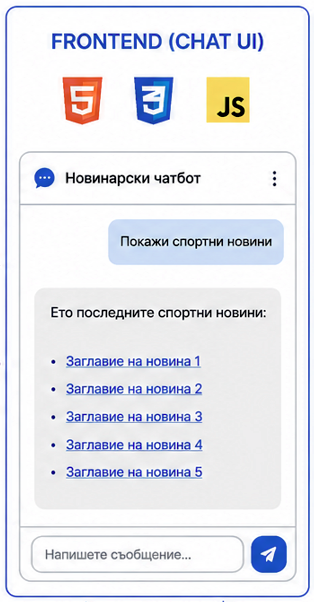 FRONTEND (CHAT UI)
5 3 JS
Новинарски чатбот
Покажи спортни новини
Ето последните спортни новини:
• Заглавие на новина 1
• Заглавие на новина 2
• Заглавие на новина 3
• Заглавие на новина 4
• Заглавие на новина 5
Напишете съобщение...